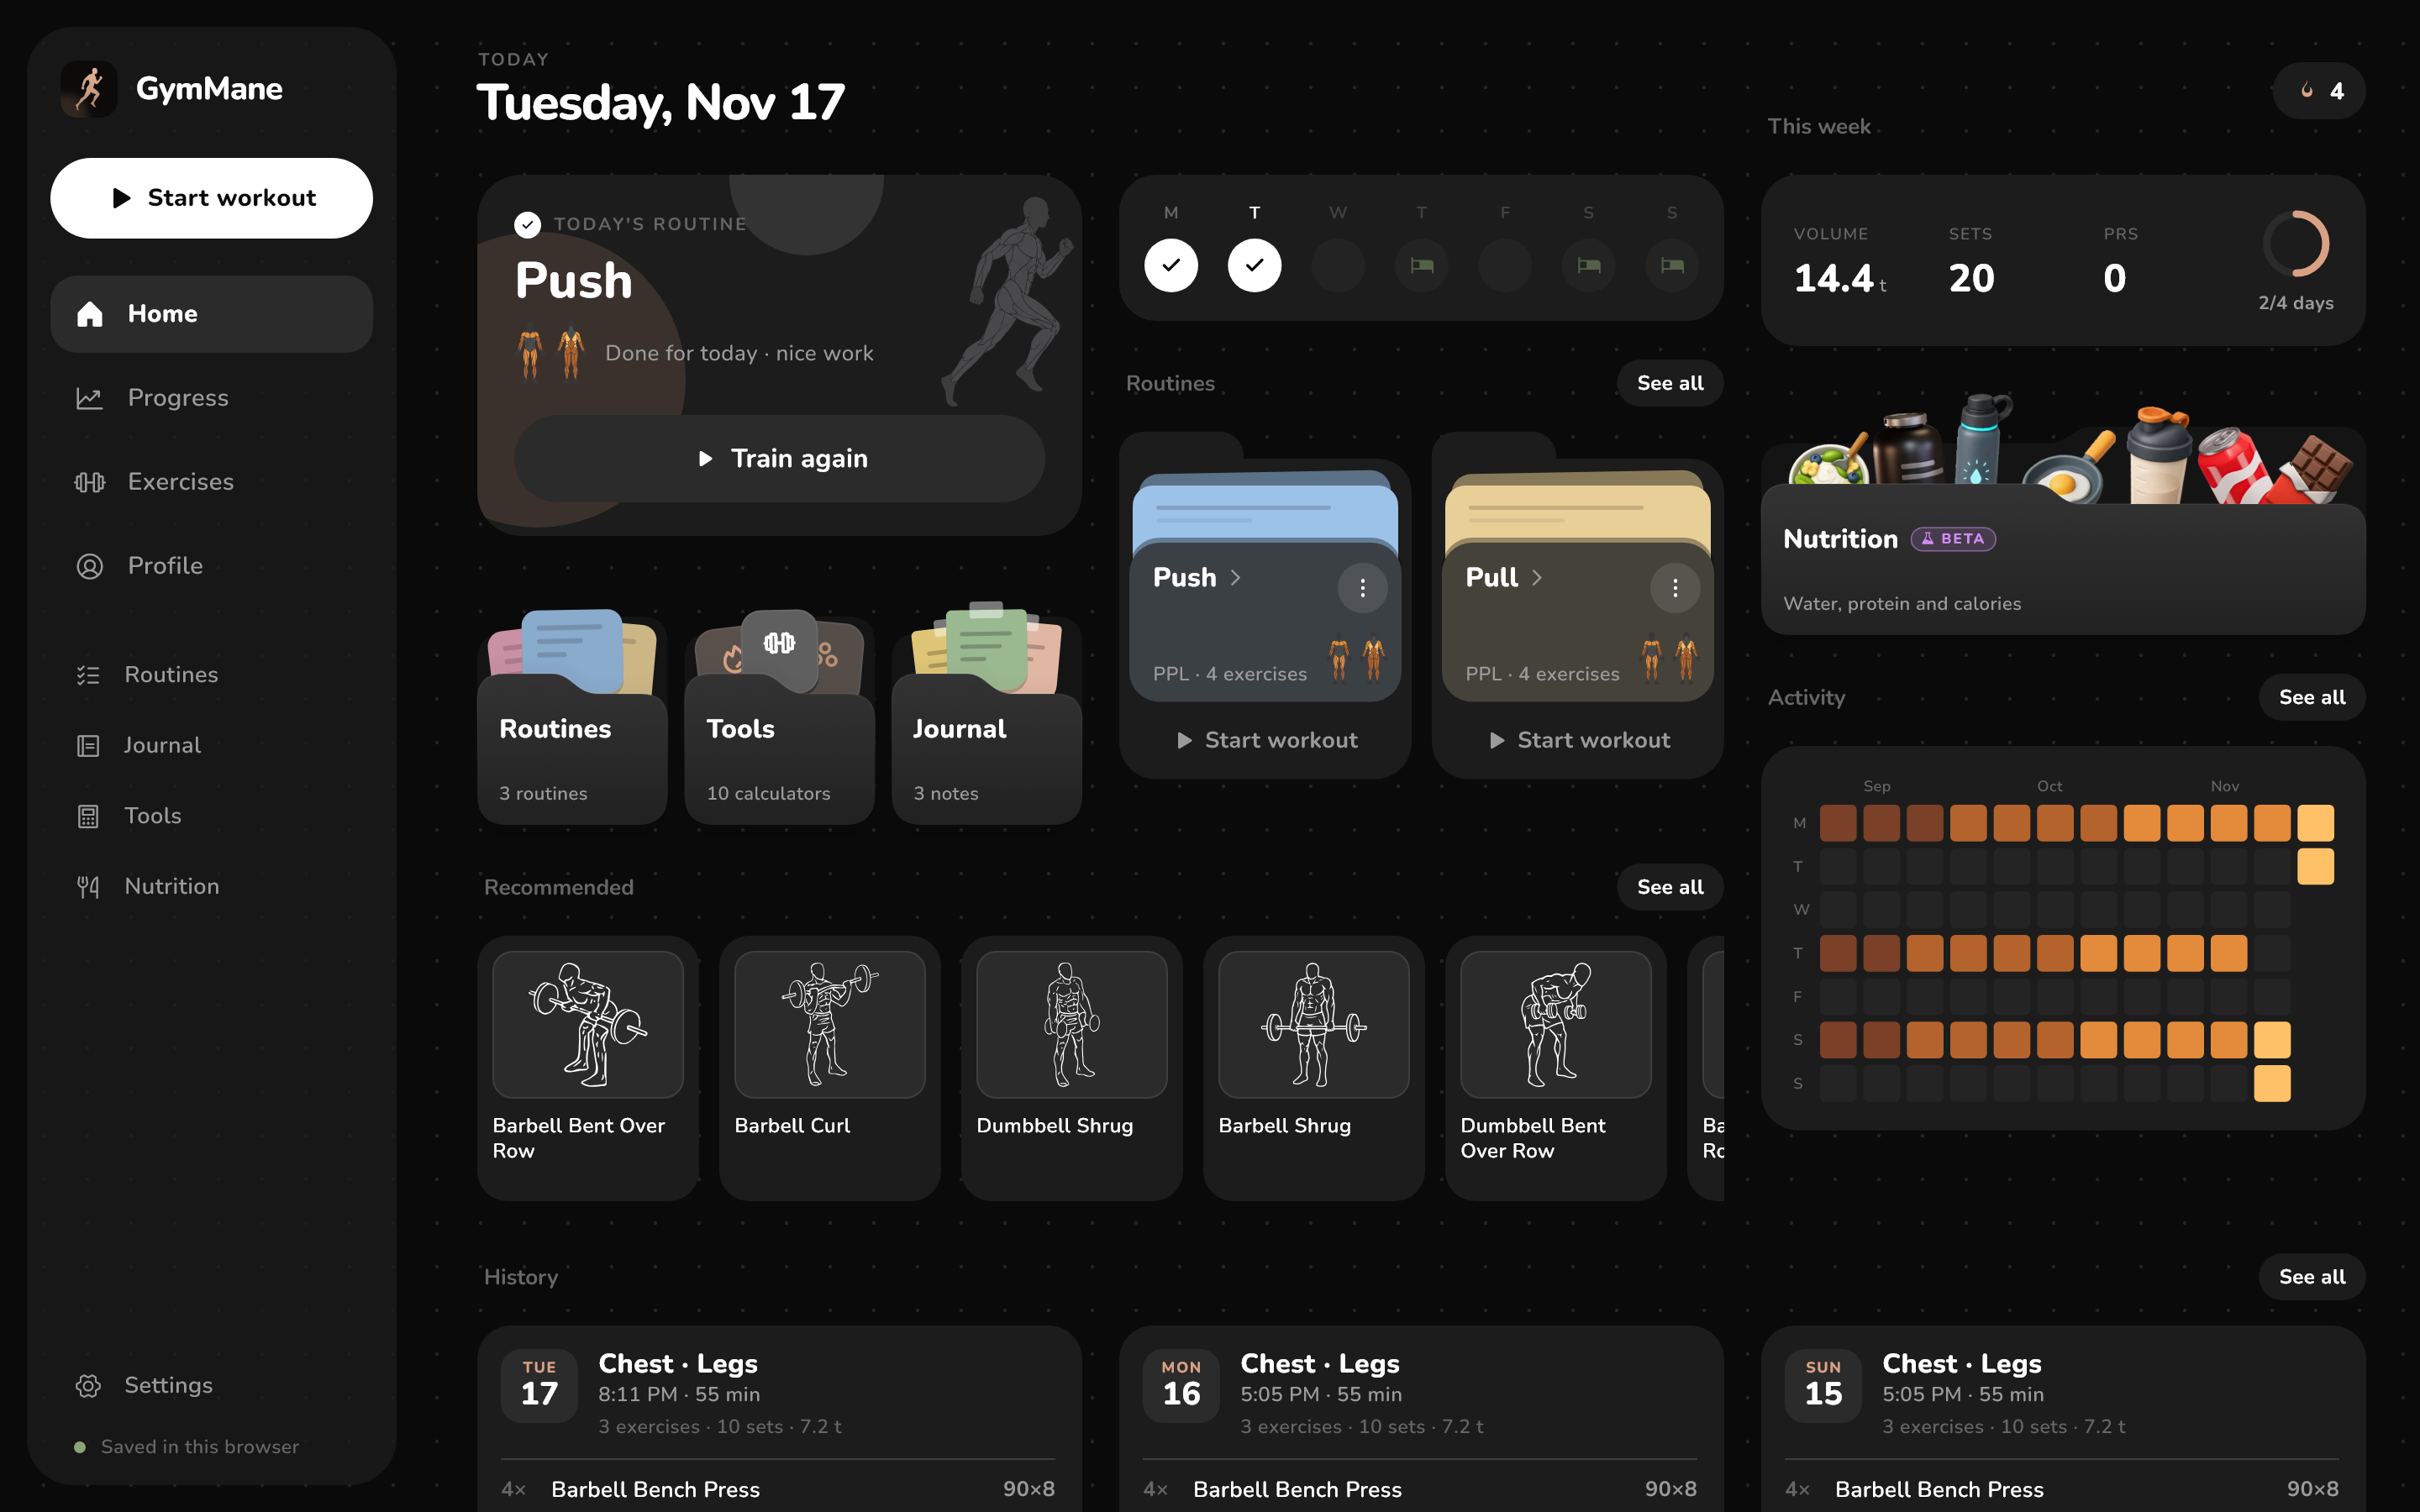 GymMane
Start workout
Home
Progress
Exercises
Profile
Routines
Journal
Tools
Nutrition
Settings
Saved in this browser
TODAY
Tuesday, Nov 17
4
TODAY'S ROUTINE
Push
Done for today · nice work
Train again
M T W T F S S
This week
VOLUME SETS PRS
14.4 t 20 0
2/4 days
Routines
See all
Push
PPL · 4 exercises
Start workout
Pull
PPL · 4 exercises
Start workout
Nutrition BETA
Water, protein and calories
Routines
3 routines
Tools
10 calculators
Journal
3 notes
Activity
See all
Sep Oct Nov
M
T
W
T
F
S
S
Recommended
See all
Barbell Bent Over
Row
Barbell Curl
Dumbbell Shrug
Barbell Shrug
Dumbbell Bent
Over Row
History
See all
TUE
17
Chest · Legs
8:11 PM · 55 min
3 exercises · 10 sets · 7.2 t
4× Barbell Bench Press 90×8
MON
16
Chest · Legs
5:05 PM · 55 min
3 exercises · 10 sets · 7.2 t
4× Barbell Bench Press 90×8
SUN
15
Chest · Legs
5:05 PM · 55 min
3 exercises · 10 sets · 7.2 t
4× Barbell Bench Press 90×8